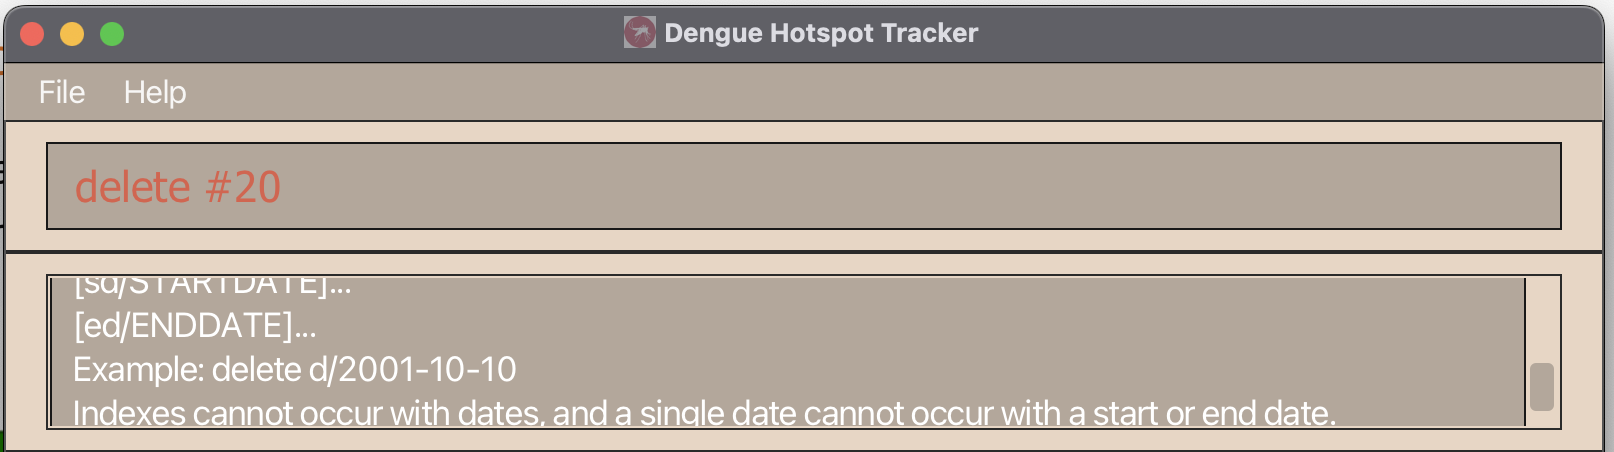 Dengue Hotspot Tracker
File Help
delete #20
[sd/STARTDATE]...
[ed/ENDDATE]...
Example: delete d/2001-10-10
Indexes cannot occur with dates, and a single date cannot occur with a start or end date.